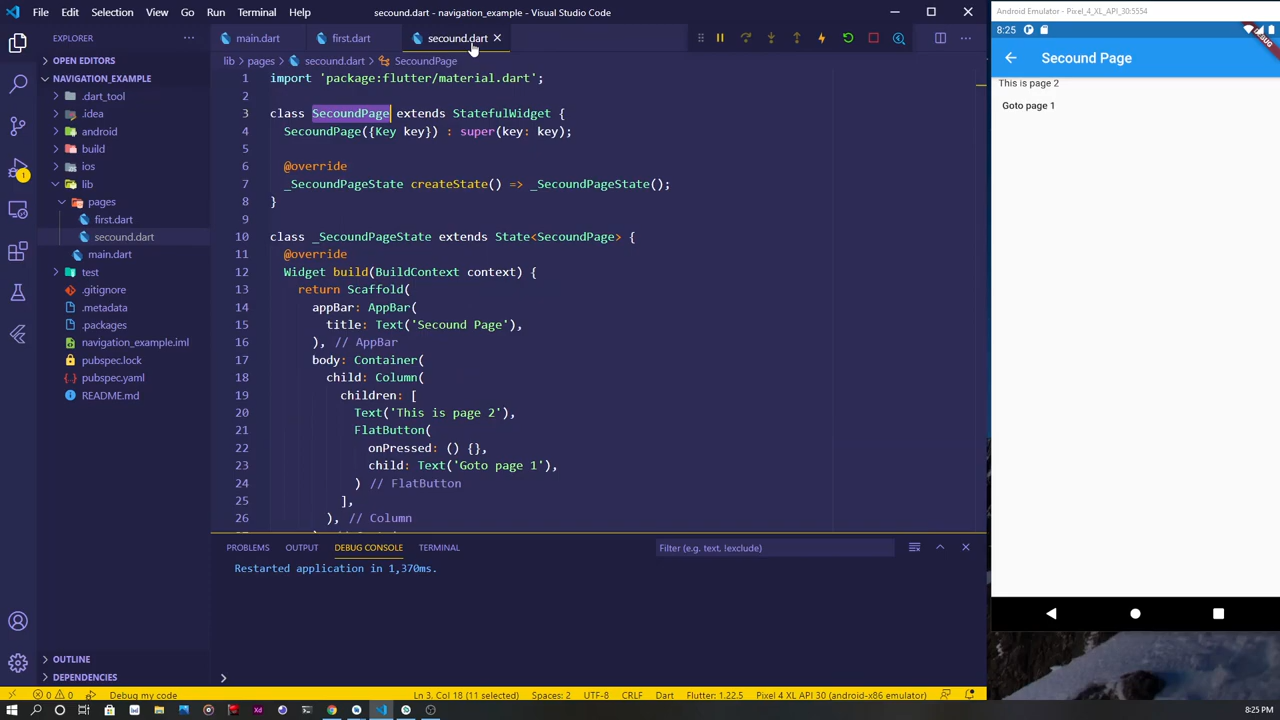 File Edit Selection View Go Run Terminal Help
secound.dart - navigation_example - Visual Studio Code
Android Emulator - Pixel_4_XL_API_30:5554
EXPLORER
main.dart
first.dart
secound.dart
lib > pages > secound.dart > SecoundPage
OPEN EDITORS
NAVIGATION_EXAMPLE
.dart_tool
.idea
android
build
ios
lib
pages
first.dart
secound.dart
main.dart
test
.gitignore
.metadata
.packages
navigation_example.iml
pubspec.lock
pubspec.yaml
README.md
OUTLINE
DEPENDENCIES
1
1 import 'package:flutter/material.dart';
2
3 class SecoundPage extends StatefulWidget {
4 SecoundPage({Key key}) : super(key: key);
5
6 @override
7 _SecoundPageState createState() => _SecoundPageState();
8 }
9
10 class _SecoundPageState extends State<SecoundPage> {
11 @override
12 Widget build(BuildContext context) {
13 return Scaffold(
14 appBar: AppBar(
15 title: Text('Secound Page'),
16 ), // AppBar
17 body: Container(
18 child: Column(
19 children: [
20 Text('This is page 2'),
21 FlatButton(
22 onPressed: () {},
23 child: Text('Goto page 1'),
24 ) // FlatButton
25 ],
26 ), // Column
PROBLEMS OUTPUT DEBUG CONSOLE TERMINAL
Filter (e.g. text, !exclude)
Restarted application in 1,370ms.
8:25
DEBUG
Secound Page
This is page 2
Goto page 1
0 0 Debug my code
Ln 3, Col 18 (11 selected) Spaces: 2 UTF-8 CRLF Dart Flutter: 1.22.5 Pixel 4 XL API 30 (android-x86 emulator)
8:25 PM